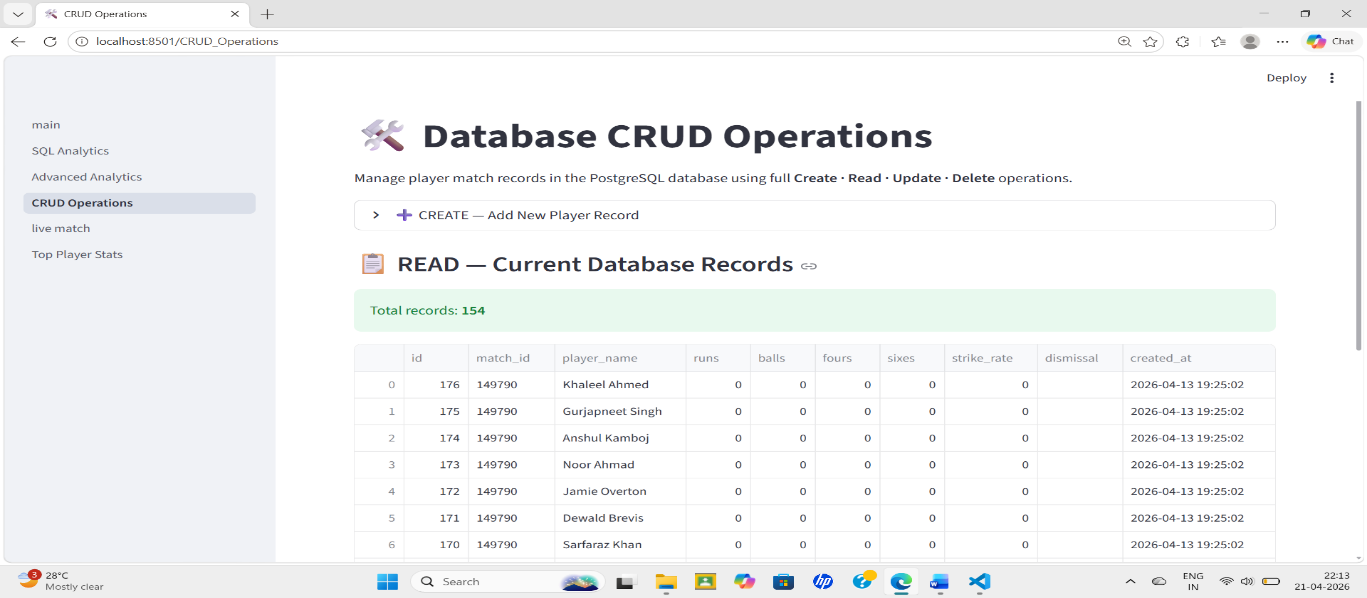 CRUD Operations
localhost:8501/CRUD_Operations
Chat
Deploy
main
SQL Analytics
Advanced Analytics
CRUD Operations
live match
Top Player Stats
Database CRUD Operations
Manage player match records in the PostgreSQL database using full Create · Read · Update · Delete operations.
CREATE — Add New Player Record
READ — Current Database Records
Total records: 154
id match_id player_name runs balls fours sixes strike_rate dismissal created_at
0 176 149790 Khaleel Ahmed 0 0 0 0 0 2026-04-13 19:25:02
1 175 149790 Gurjapneet Singh 0 0 0 0 0 2026-04-13 19:25:02
2 174 149790 Anshul Kamboj 0 0 0 0 0 2026-04-13 19:25:02
3 173 149790 Noor Ahmad 0 0 0 0 0 2026-04-13 19:25:02
4 172 149790 Jamie Overton 0 0 0 0 0 2026-04-13 19:25:02
5 171 149790 Dewald Brevis 0 0 0 0 0 2026-04-13 19:25:02
6 170 149790 Sarfaraz Khan 0 0 0 0 0 2026-04-13 19:25:02
3
28°C
Mostly clear
Search
hp
ENG
IN
22:13
21-04-2026